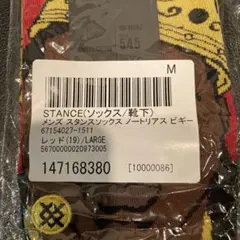 545
M
STANCE(ソックス/靴下)
メンズ スタンスソックス ノートリアス ビギー
67154027-1511
レッド(19)/LARGE
5670000020973005
147168380
[10000086]